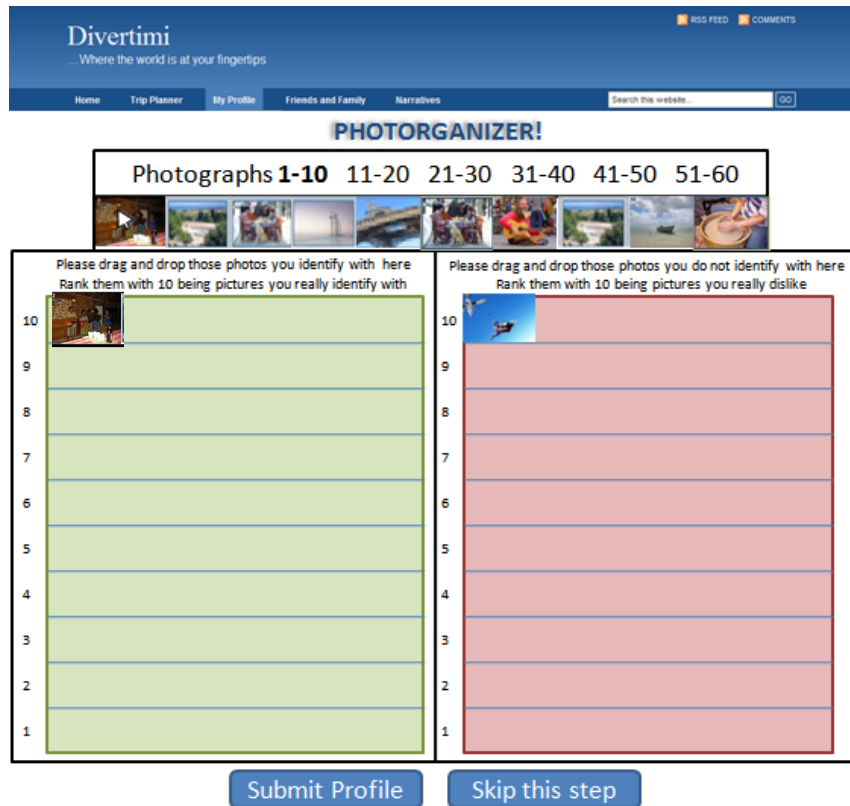 RSS FEED COMMENTS
Divertimi
...Where the world is at your fingertips
Home Trip Planner My Profile Friends and Family Narratives Search this website... GO
PHOTORGANIZER!
Photographs 1-10 11-20 21-30 31-40 41-50 51-60
Please drag and drop those photos you identify with here
Rank them with 10 being pictures you really identify with
10
9
8
7
6
5
4
3
2
1
Please drag and drop those photos you do not identify with here
Rank them with 10 being pictures you really dislike
10
9
8
7
6
5
4
3
2
1
Submit Profile Skip this step